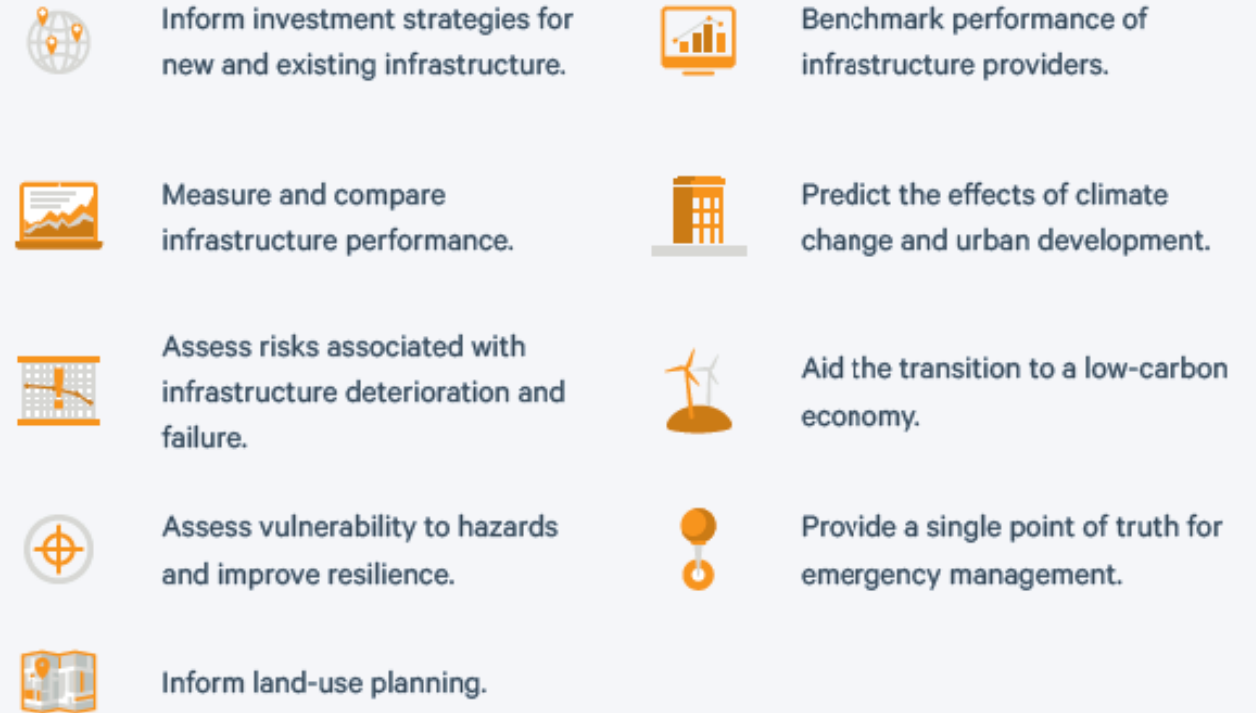 Inform investment strategies for
new and existing infrastructure.
Benchmark performance of
infrastructure providers.
Measure and compare
infrastructure performance.
Predict the effects of climate
change and urban development.
Assess risks associated with
infrastructure deterioration and
failure.
Aid the transition to a low-carbon
economy.
Assess vulnerability to hazards
and improve resilience.
Provide a single point of truth for
emergency management.
Inform land-use planning.